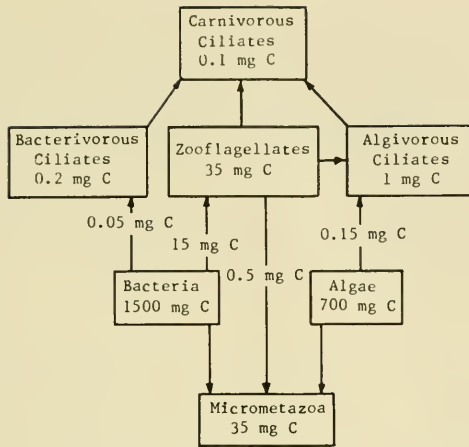 Carnivorous
Ciliates
0.1 mg C
Bacterivorous
Ciliates
0.2 mg C
Zooflagellates
35 mg C
Algivorous
Ciliates
1 mg C
0.05 mg C
15 mg C
0.5 mg C
0.15 mg C
Bacteria
1500 mg C
Algae
700 mg C
Micrometazoa
35 mg C